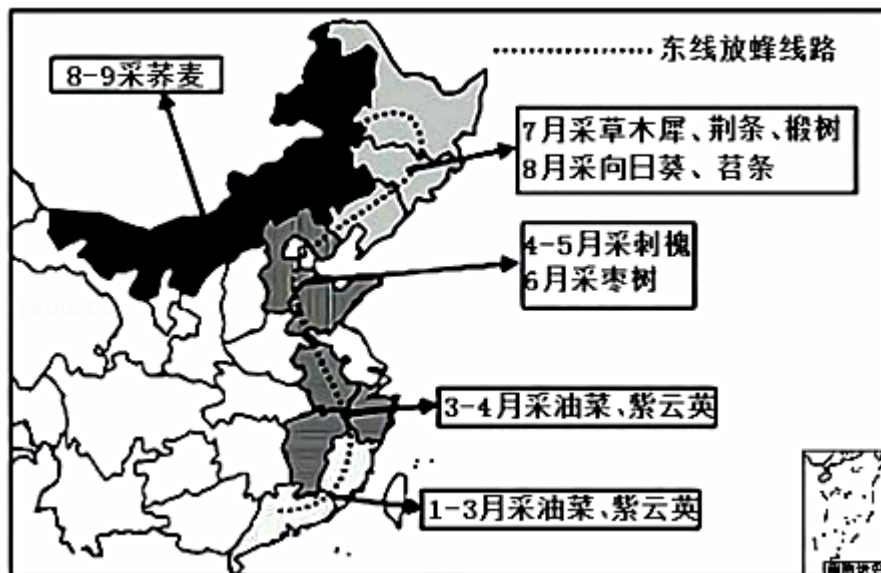 东线放蜂线路
8-9采荞麦
7月采草木犀、荆条、椴树
8月采向日葵、苕条
4-5月采刺槐
6月采枣树
3-4月采油菜、紫云英
1-3月采油菜、紫云英